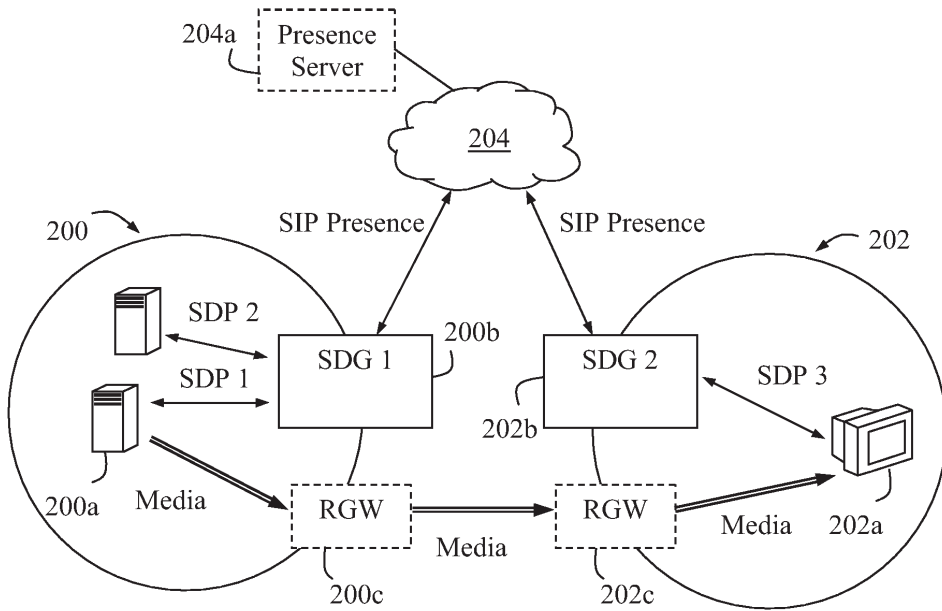 204a
Presence
Server
204
SIP Presence
SIP Presence
200
202
SDP 2
200b
SDG 1
SDG 2
SDP 1
SDP 3
202b
200a
Media
RGW
RGW
Media
202a
Media
200c
202c